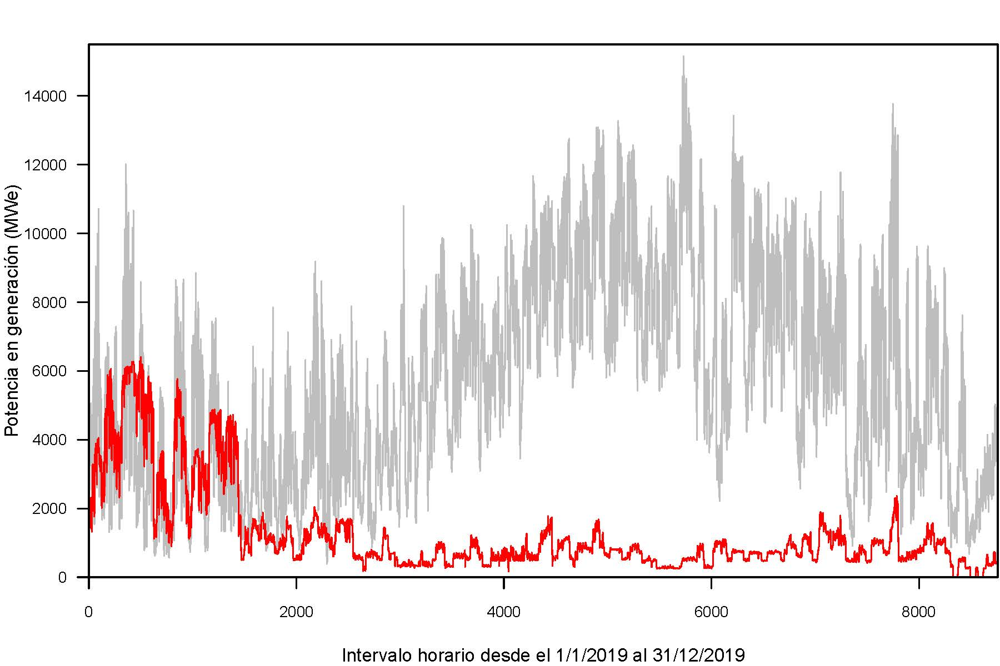 Potencia en generación (MWe)
14000
12000
10000
8000
6000
4000
2000
0
0 2000 4000 6000 8000
Intervalo horario desde el 1/1/2019 al 31/12/2019